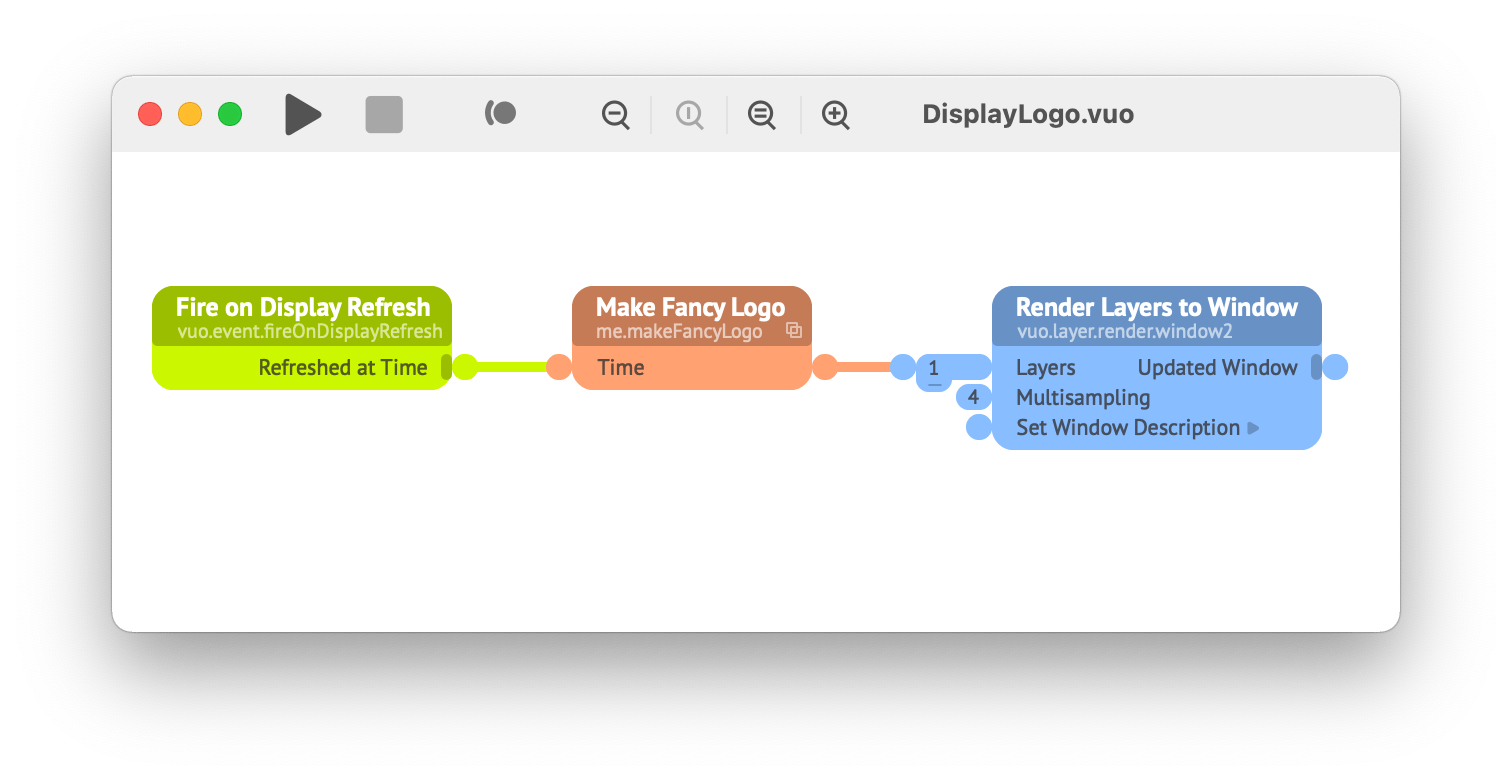 DisplayLogo.vuo
Fire on Display Refresh
vuo.event.fireOnDisplayRefresh
Refreshed at Time
Make Fancy Logo
me.makeFancyLogo
Time
Render Layers to Window
vuo.layer.render.window2
1
Layers
Updated Window
4
Multisampling
Set Window Description